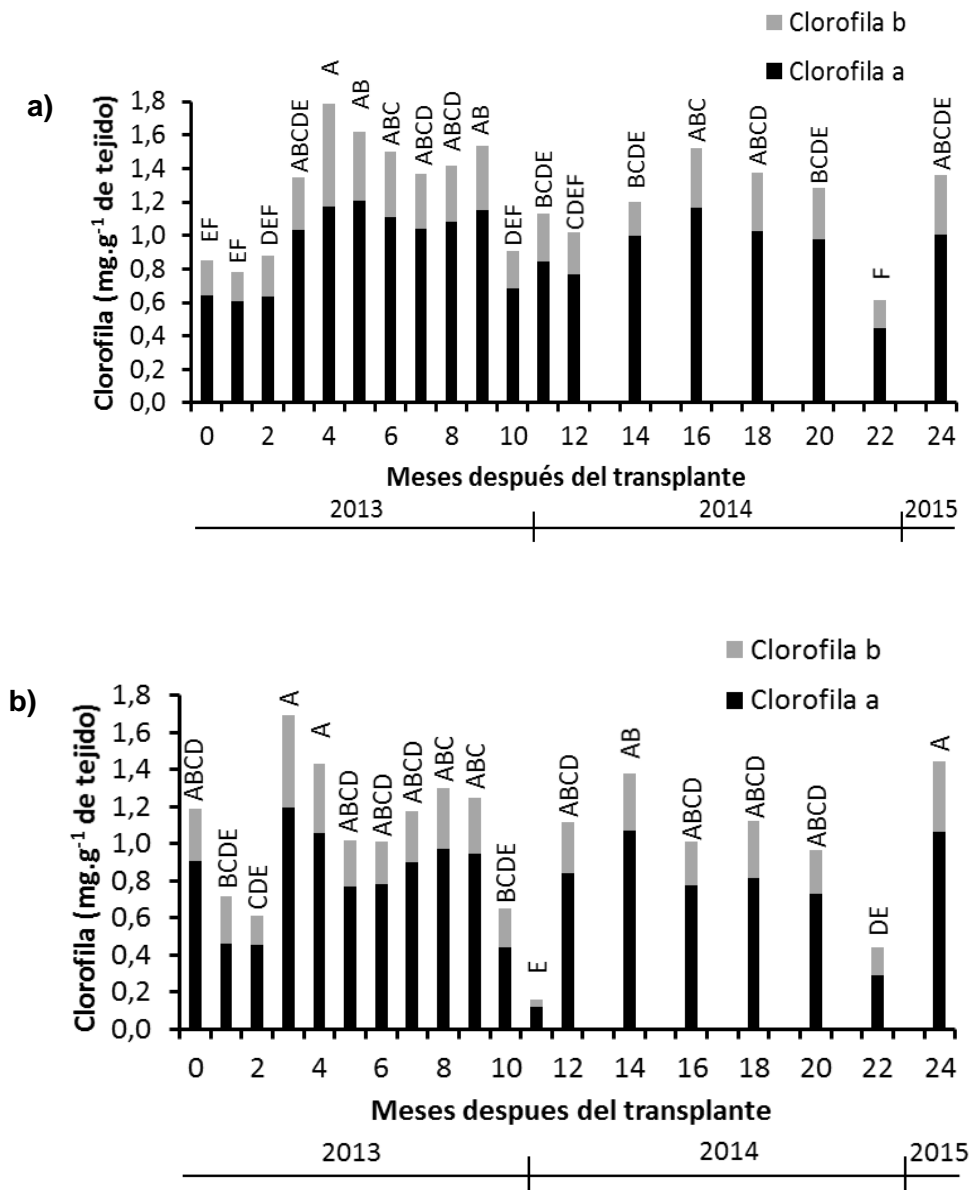 Clorofila b
Clorofila a
a)
Clorofila (mg.g⁻¹ de tejido)
1,8
1,6
1,4
1,2
1,0
0,8
0,6
0,4
0,2
0,0
EF
EF
DEF
ABCDE
A
AB
ABC
ABCD
ABCD
AB
DEF
BCDE
CDEF
BCDE
ABC
ABCD
BCDE
F
ABCDE
0 2 4 6 8 10 12 14 16 18 20 22 24
Meses después del transplante
2013 2014 2015
Clorofila b
Clorofila a
b)
Clorofila (mg.g⁻¹ de tejido)
1,8
1,6
1,4
1,2
1,0
0,8
0,6
0,4
0,2
0,0
ABCD
BCDE
CDE
A
A
ABCD
ABCD
ABCD
ABC
ABC
BCDE
E
ABCD
AB
ABCD
ABCD
ABCD
DE
A
0 2 4 6 8 10 12 14 16 18 20 22 24
Meses despues del transplante
2013 2014 2015